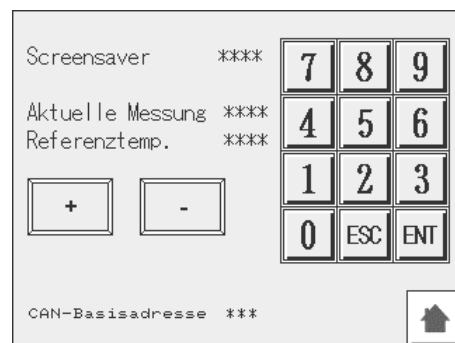 Screensaver ****
Aktuelle Messung ****
Referenztemp. ****
+ -
7 8 9
4 5 6
1 2 3
0 ESC ENT
CAN-Basisadresse ***